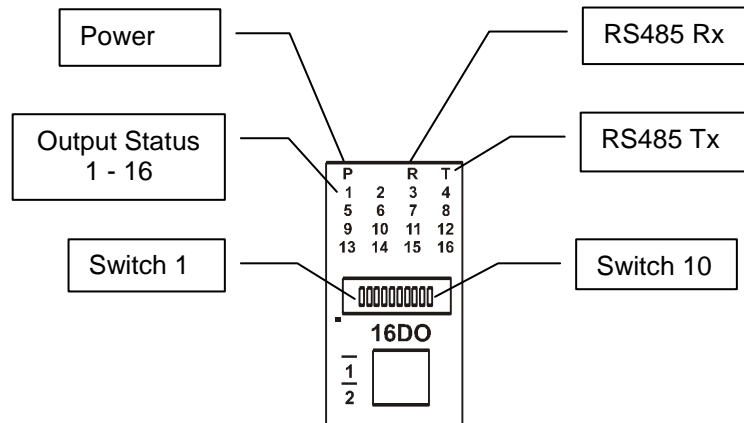 Power
RS485 Rx
Output Status
1 - 16
RS485 Tx
P R T
1 2 3 4
5 6 7 8
9 10 11 12
13 14 15 16
Switch 1
Switch 10
16DO
1
2